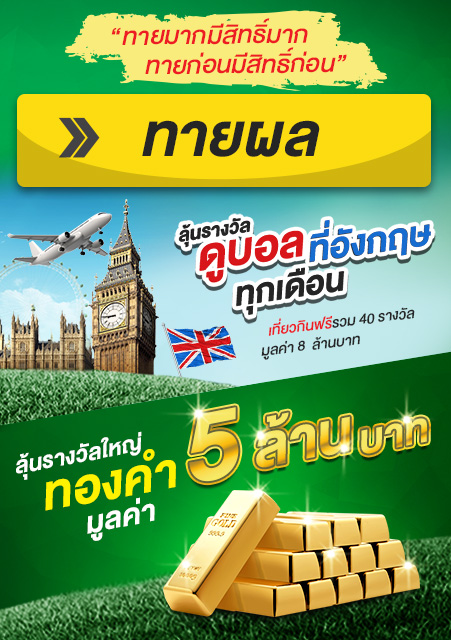 “ทายมากมีสิทธิ์มาก
ทายก่อนมีสิทธิ์ก่อน”
ทายผล
ลุ้นรางวัล
ดูบอลที่อังกฤษ
ทุกเดือน
เที่ยวกินฟรีรวม 40 รางวัล
มูลค่า 8 ล้านบาท
ลุ้นรางวัลใหญ่
ทองคำ
มูลค่า
5 ล้านบาท
FINE
GOLD